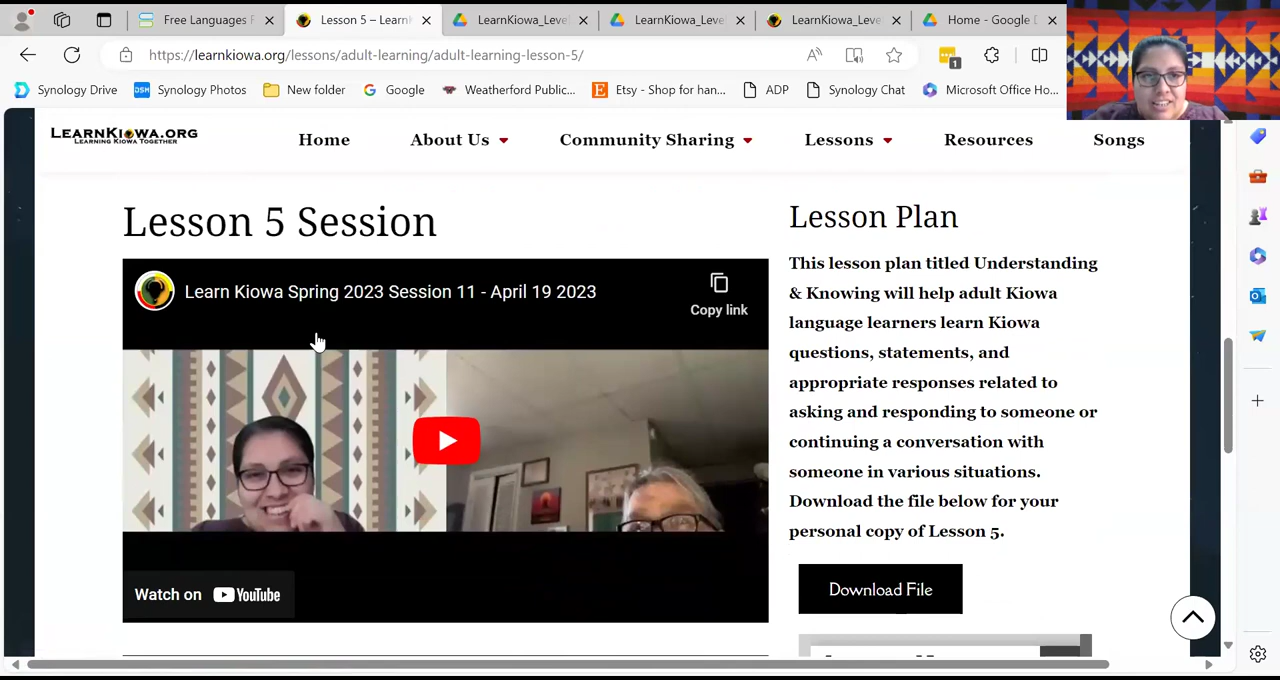 Free Languages
Lesson 5 – Learn
LearnKiowa_Leve
LearnKiowa_Leve
LearnKiowa_Leve
Home - Google D
https://learnkiowa.org/lessons/adult-learning/adult-learning-lesson-5/
1
Synology Drive
DSH
Synology Photos
New folder
Google
Weatherford Public...
Etsy - Shop for han...
ADP
Synology Chat
Microsoft Office Ho...
LEARNKIOWA.ORG
LEARNING KIOWA TOGETHER
Home
About Us
Community Sharing
Lessons
Resources
Songs
Lesson 5 Session
Learn Kiowa Spring 2023 Session 11 - April 19 2023
Copy link
Watch on YouTube
Lesson Plan
This lesson plan titled Understanding
& Knowing will help adult Kiowa
language learners learn Kiowa
questions, statements, and
appropriate responses related to
asking and responding to someone or
continuing a conversation with
someone in various situations.
Download the file below for your
personal copy of Lesson 5.
Download File